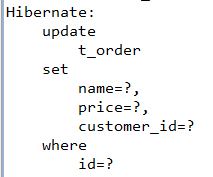 Hibernate:
update
t_order
set
name=?,
price=?,
customer_id=?
where
id=?